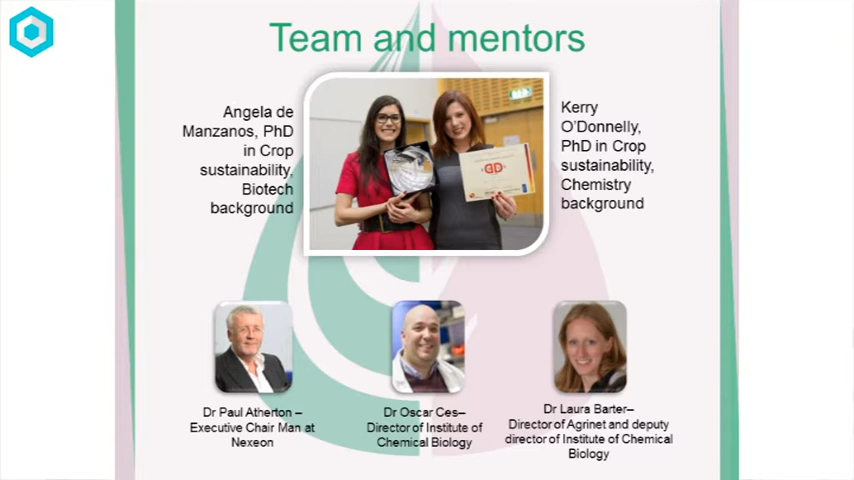 Team and mentors
Angela de
Manzanos, PhD
in Crop
sustainability,
Biotech
background
Kerry
O'Donnelly,
PhD in Crop
sustainability,
Chemistry
background
Dr Paul Atherton –
Executive Chair Man at
Nexeon
Dr Oscar Ces–
Director of Institute of
Chemical Biology
Dr Laura Barter–
Director of Agrinet and deputy
director of Institute of Chemical
Biology